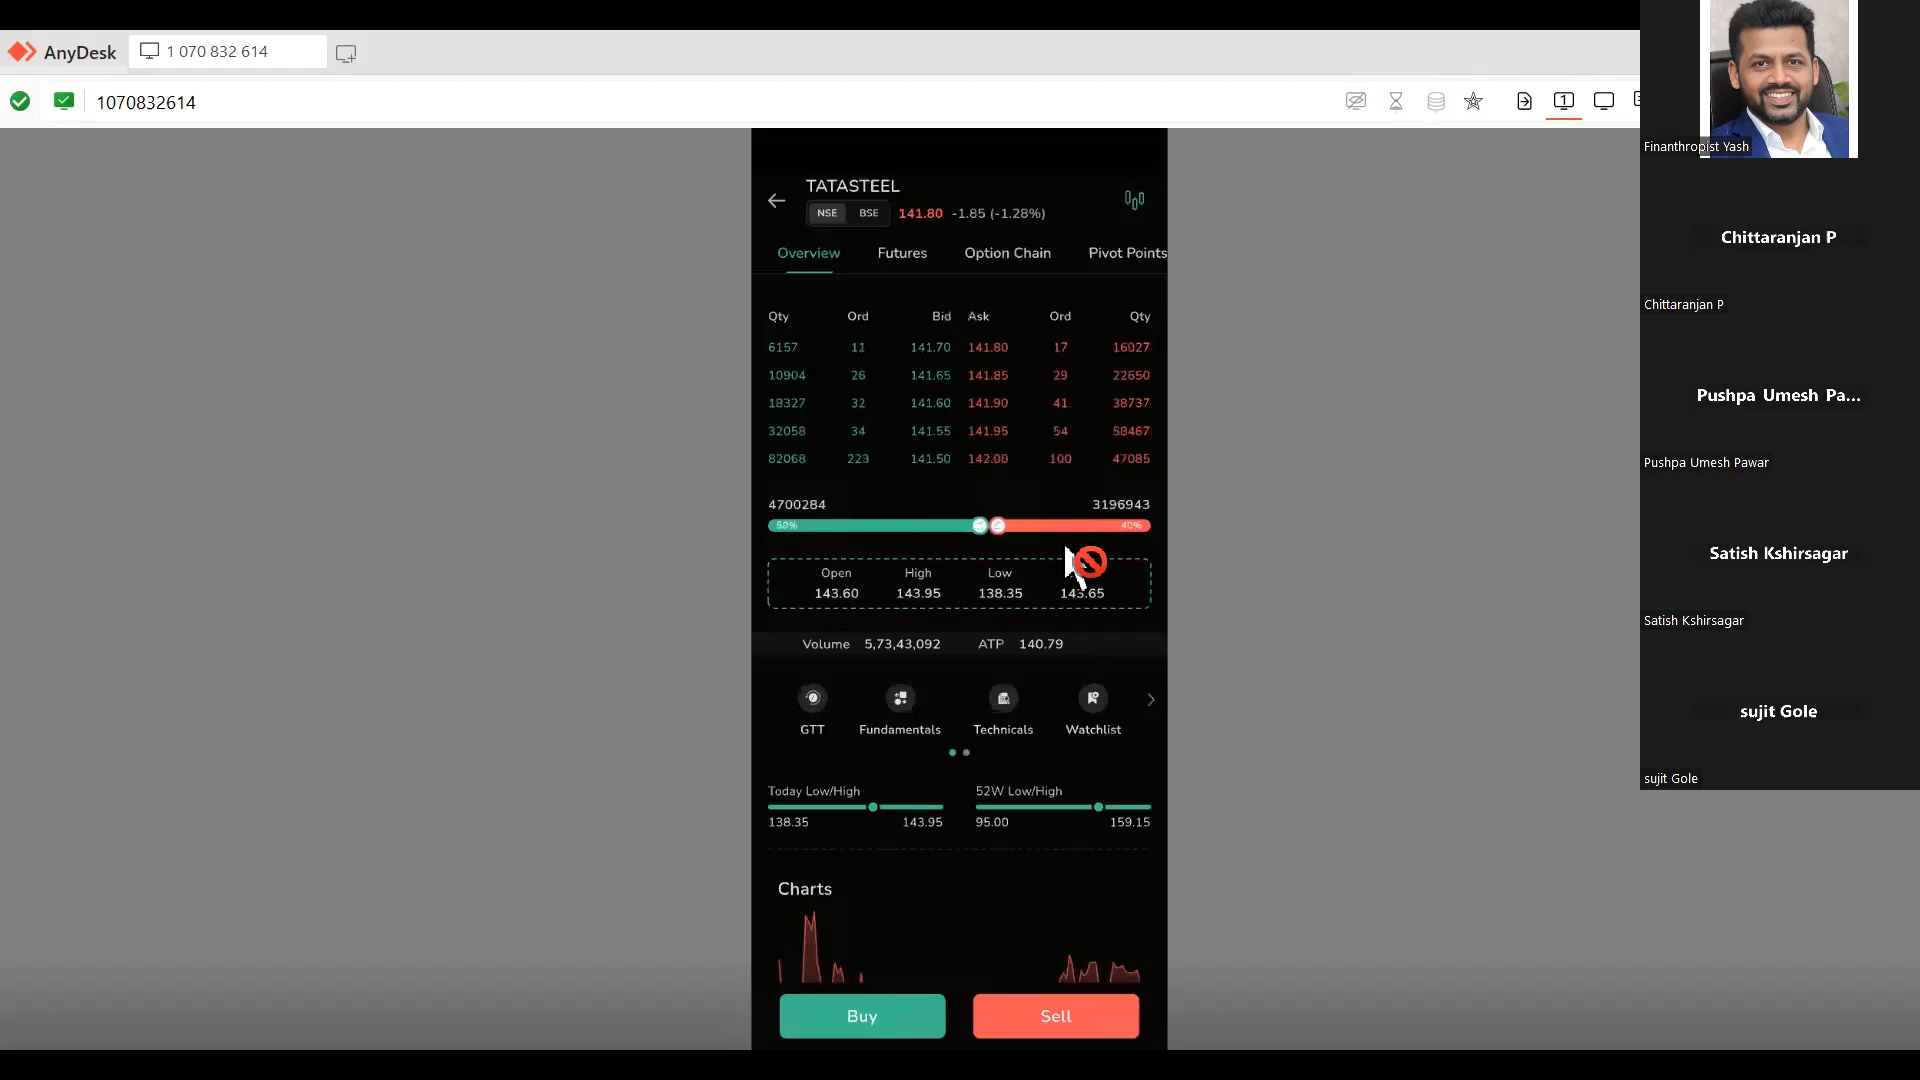 AnyDesk
1 070 832 614
1070832614
TATASTEEL
NSE BSE 141.80 -1.85 (-1.28%)
Overview Futures Option Chain Pivot Points
Qty Ord Bid Ask Ord Qty
6157 11 141.70 141.80 17 16027
10904 26 141.65 141.85 29 22650
18327 32 141.60 141.90 41 38737
32058 34 141.55 141.95 54 50467
82068 223 141.50 142.00 100 47085
4700284 3196943
40%
Open High Low
143.60 143.95 138.35 143.65
Volume 5,73,43,092 ATP 140.79
GTT Fundamentals Technicals Watchlist
Today Low/High 52W Low/High
138.35 143.95 95.00 159.15
Charts
Buy Sell
Finanthropist Yash
Chittaranjan P
Chittaranjan P
Pushpa Umesh Pa...
Pushpa Umesh Pawar
Satish Kshirsagar
Satish Kshirsagar
sujit Gole
sujit Gole